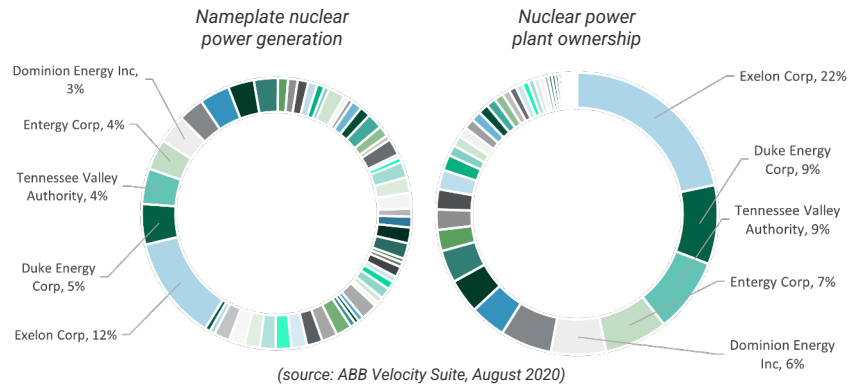 Nameplate nuclear
power generation
Dominion Energy Inc,
3%
Entergy Corp, 4%
Tennessee Valley
Authority, 4%
Duke Energy
Corp, 5%
Exelon Corp, 12%
Nuclear power
plant ownership
Exelon Corp, 22%
Duke Energy
Corp, 9%
Tennessee Valley
Authority, 9%
Entergy Corp, 7%
Dominion Energy
Inc, 6%
(source: ABB Velocity Suite, August 2020)